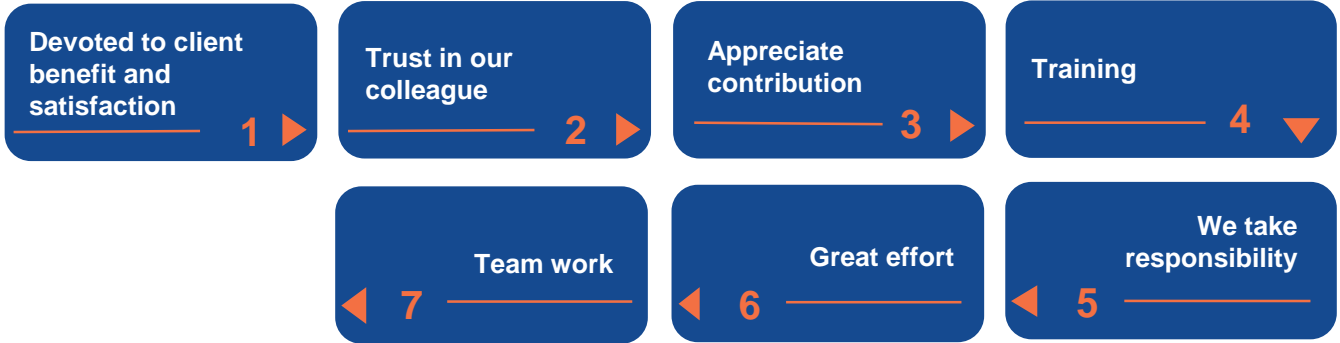 Devoted to client
benefit and
satisfaction
1
Trust in our
colleague
2
Appreciate
contribution
3
Training
4
We take
responsibility
5
Great effort
6
Team work
7